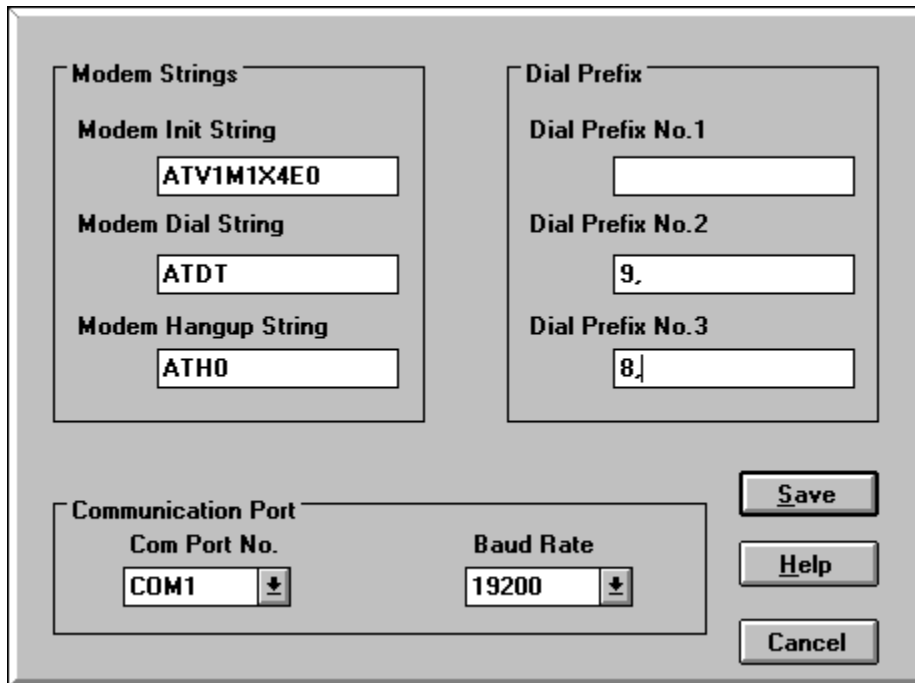 Modem Strings
Modem Init String
ATV1M1X4E0
Modem Dial String
ATDT
Modem Hangup String
ATH0
Dial Prefix
Dial Prefix No.1
Dial Prefix No.2
9,
Dial Prefix No.3
8,
Communication Port
Com Port No.
COM1
Baud Rate
19200
Save
Help
Cancel